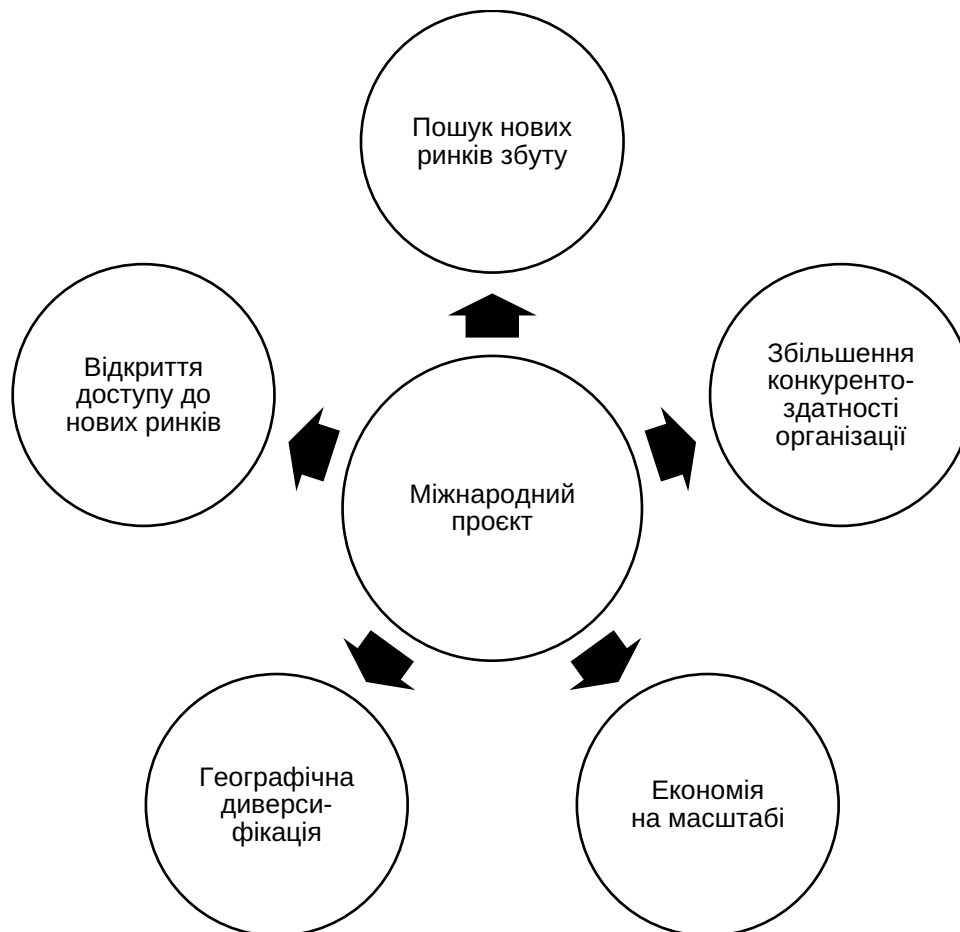 Пошук нових
ринків збуту
Відкриття
доступу до
нових ринків
Збільшення
конкуренто-
здатності
організації
Міжнародний
проєкт
Географічна
диверси-
фікація
Економія
на масштабі